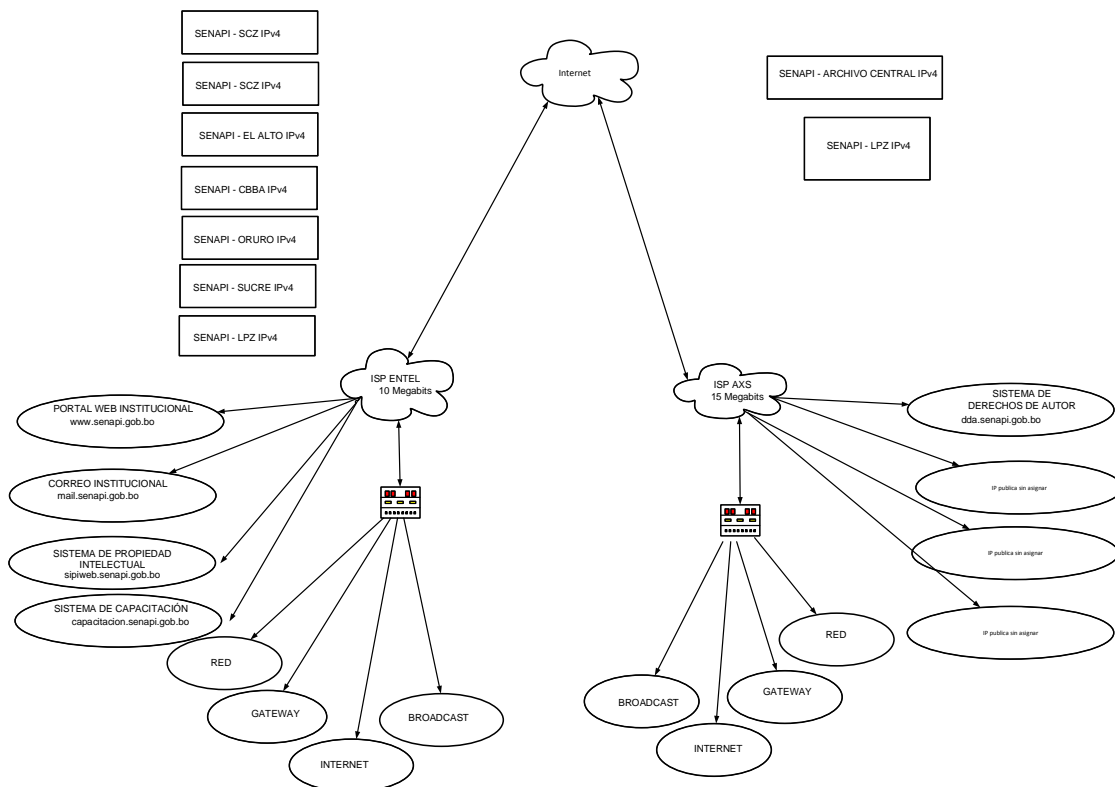 SENAPI - SCZ IPv4
SENAPI - SCZ IPv4
SENAPI - EL ALTO IPv4
SENAPI - CBBA IPv4
SENAPI - ORURO IPv4
SENAPI - SUCRE IPv4
SENAPI - LPZ IPv4
Internet
SENAPI - ARCHIVO CENTRAL IPv4
SENAPI - LPZ IPv4
ISP ENTEL
10 Megabits
ISP AXS
15 Megabits
PORTAL WEB INSTITUCIONAL
www.senapi.gob.bo
CORREO INSTITUCIONAL
mail.senapi.gob.bo
SISTEMA DE PROPIEDAD
INTELECTUAL
sipiweb.senapi.gob.bo
SISTEMA DE CAPACITACIÓN
capacitacion.senapi.gob.bo
RED
GATEWAY
INTERNET
BROADCAST
SISTEMA DE
DERECHOS DE AUTOR
dda.senapi.gob.bo
IP publica sin asignar
IP publica sin asignar
IP publica sin asignar
RED
GATEWAY
BROADCAST
INTERNET